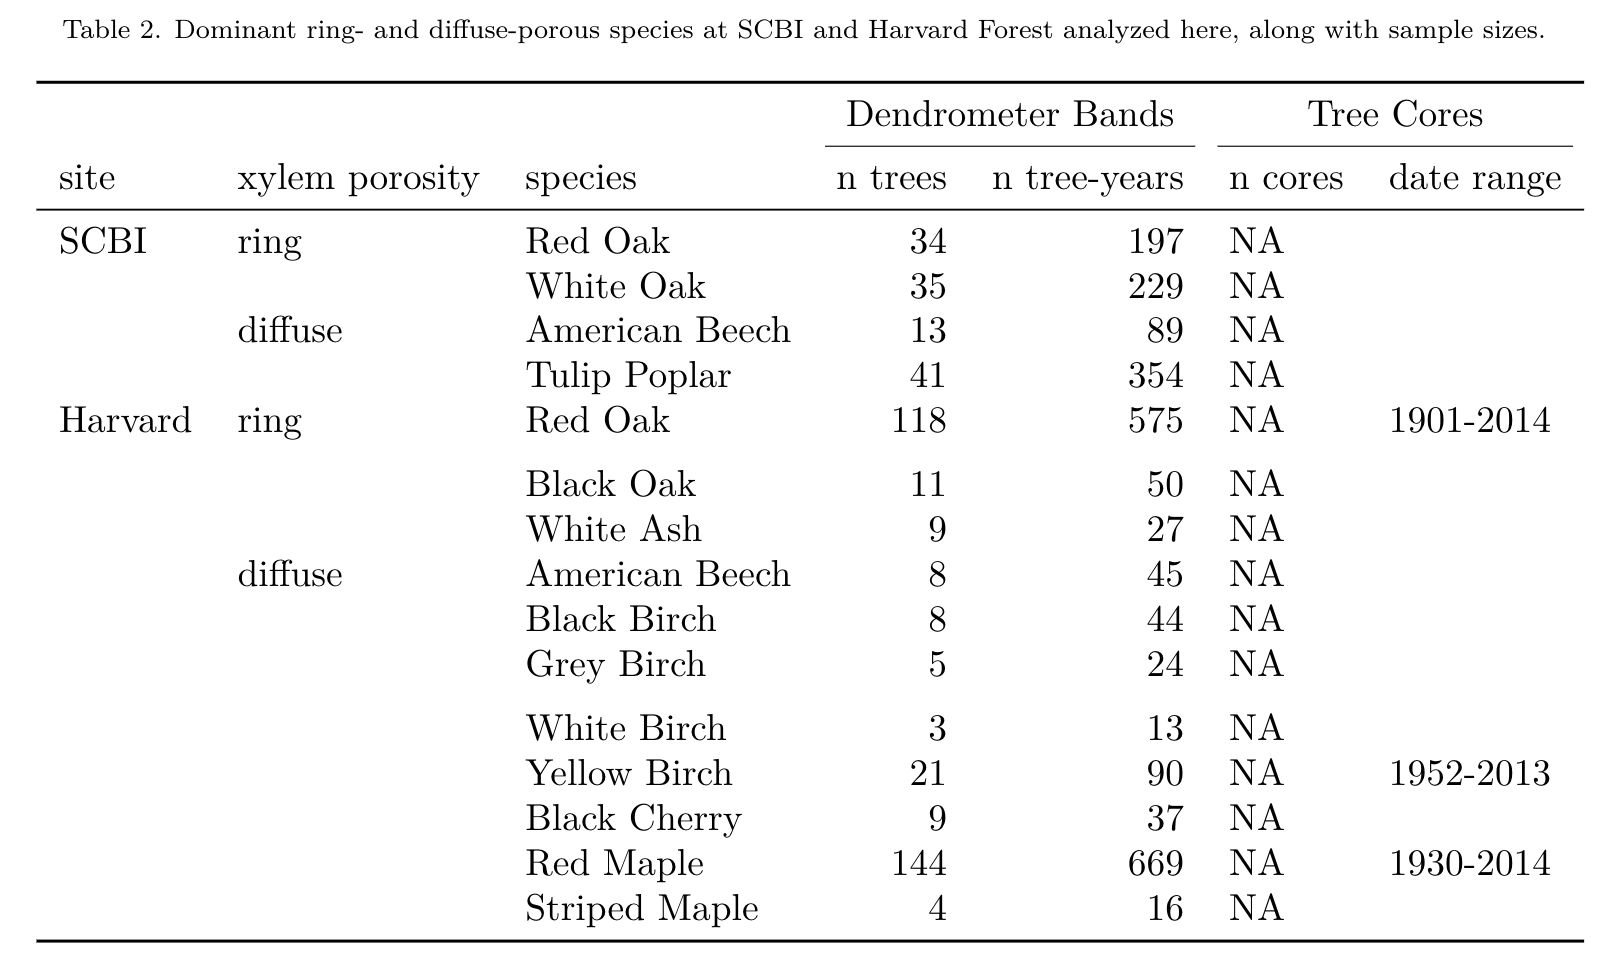 Table 2. Dominant ring- and diffuse-porous species at SCBI and Harvard Forest analyzed here, along with sample sizes.
Dendrometer Bands Tree Cores
site xylem porosity species n trees n tree-years n cores date range
SCBI ring Red Oak 34 197 NA
White Oak 35 229 NA
diffuse American Beech 13 89 NA
Tulip Poplar 41 354 NA
Harvard ring Red Oak 118 575 NA 1901-2014
Black Oak 11 50 NA
White Ash 9 27 NA
diffuse American Beech 8 45 NA
Black Birch 8 44 NA
Grey Birch 5 24 NA
White Birch 3 13 NA
Yellow Birch 21 90 NA 1952-2013
Black Cherry 9 37 NA
Red Maple 144 669 NA 1930-2014
Striped Maple 4 16 NA